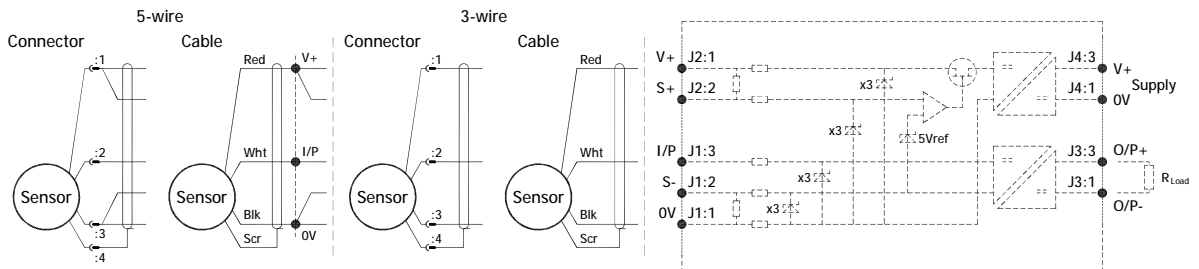 5-wire
Connector
Cable
:1
:2
:3
:4
Sensor
Red
Wht
Blk
Scr
Sensor
V+
I/P
0V
3-wire
Connector
Cable
:1
:2
:3
:4
Sensor
Red
Wht
Blk
Scr
Sensor
V+ J2:1
S+ J2:2
I/P J1:3
S- J1:2
0V J1:1
x3
x3
x3
x3
5Vref
J4:3 V+
Supply
J4:1 0V
J3:3 O/P+
RLoad
J3:1 O/P-